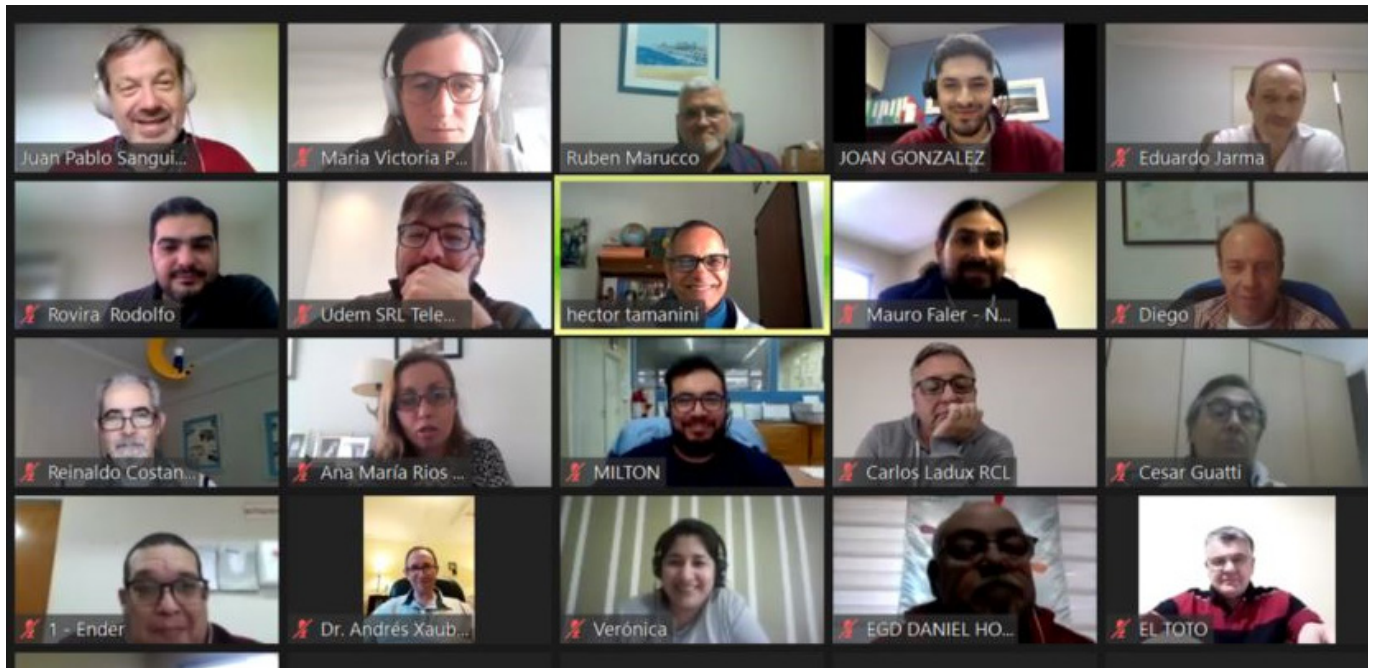 Juan Pablo Sangui...
Maria Victoria P...
Ruben Marucco
JOAN GONZALEZ
Eduardo Jarma
Rovira Rodolfo
Udem SRL Tele...
hector tamanini
Mauro Faler - N...
Diego
Reinaldo Costan...
Ana María Rios ...
MILTON
Carlos Ladux RCL
Cesar Guatti
1 - Ender
Dr. Andrés Xaub...
Verónica
EGD DANIEL HO...
EL TOTO